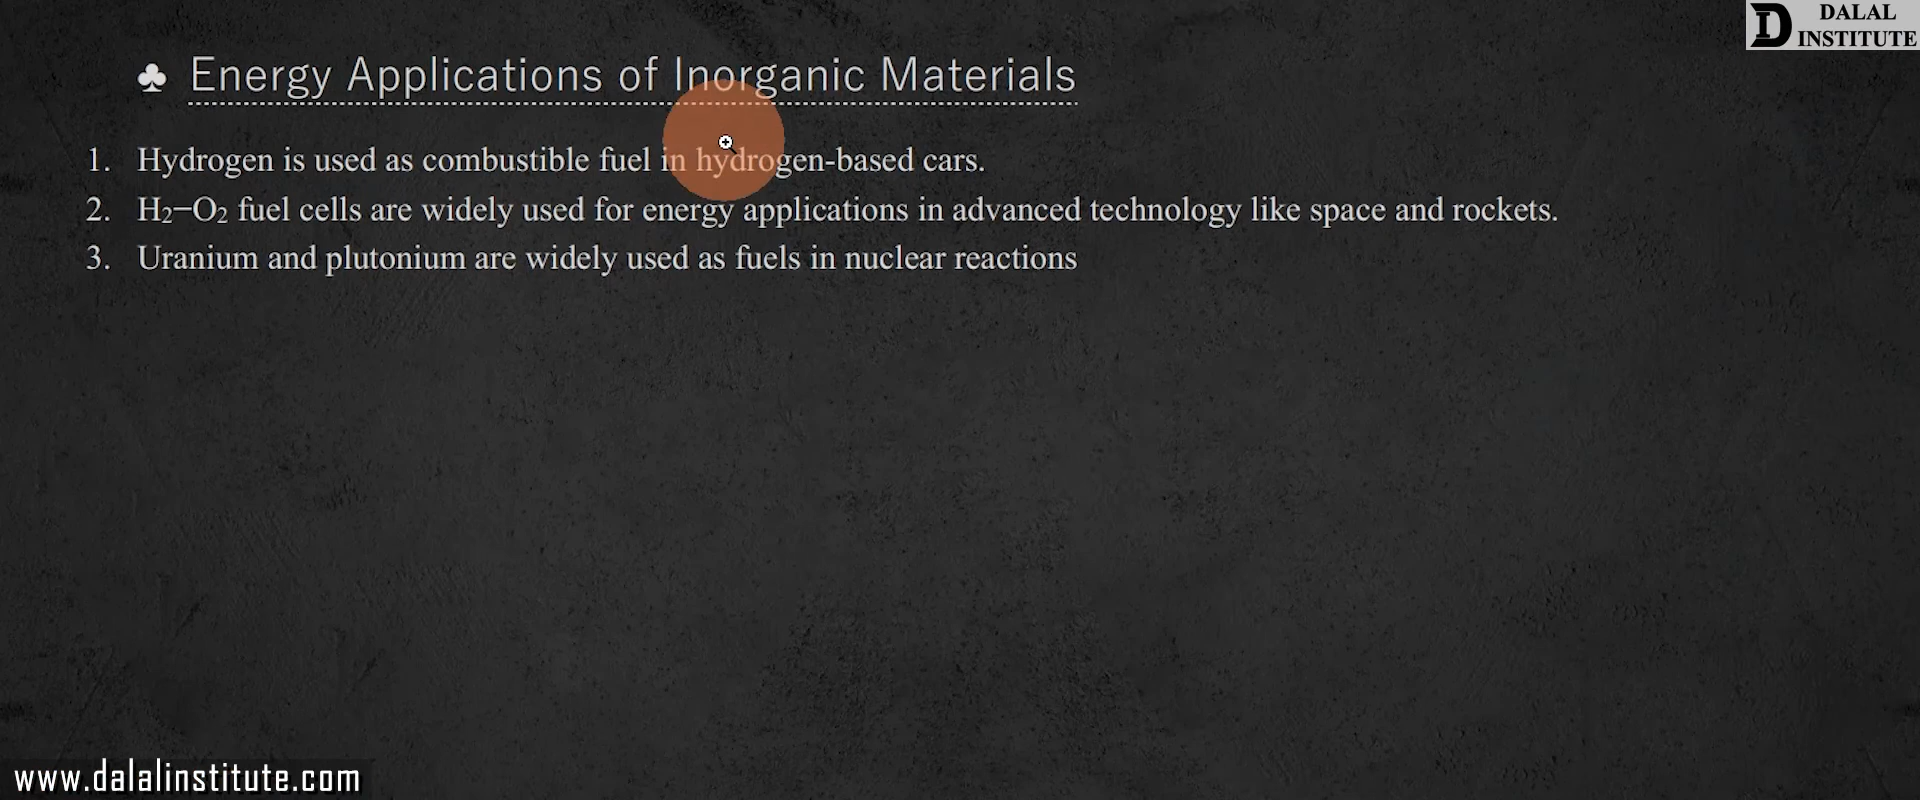 DALAL
INSTITUTE
♣ Energy Applications of Inorganic Materials
1. Hydrogen is used as combustible fuel in hydrogen-based cars.
2. H₂−O₂ fuel cells are widely used for energy applications in advanced technology like space and rockets.
3. Uranium and plutonium are widely used as fuels in nuclear reactions
www.dalalinstitute.com